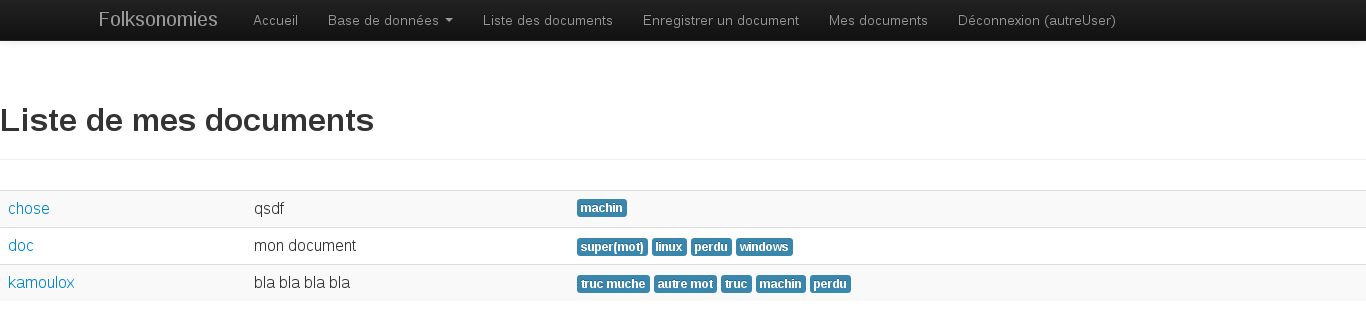 Folksonomies Accueil Base de données Liste des documents Enregistrer un document Mes documents Déconnexion (autreUser)
Liste de mes documents
chose qsdf machin
doc mon document super(mot) linux perdu windows
kamoulox bla bla bla bla truc muche autre mot truc machin perdu